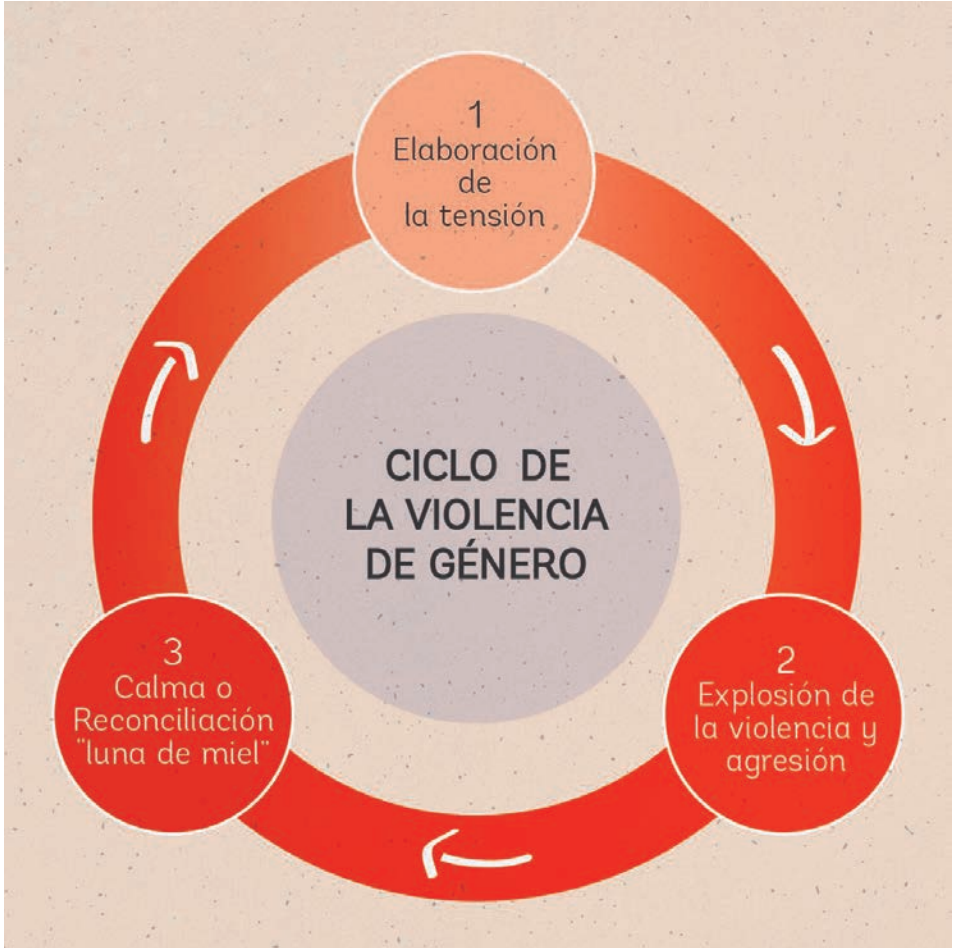 1
Elaboración
de
la tensión
CICLO DE
LA VIOLENCIA
DE GÉNERO
2
Explosión de
la violencia y
agresión
3
Calma o
Reconciliación
"luna de miel"